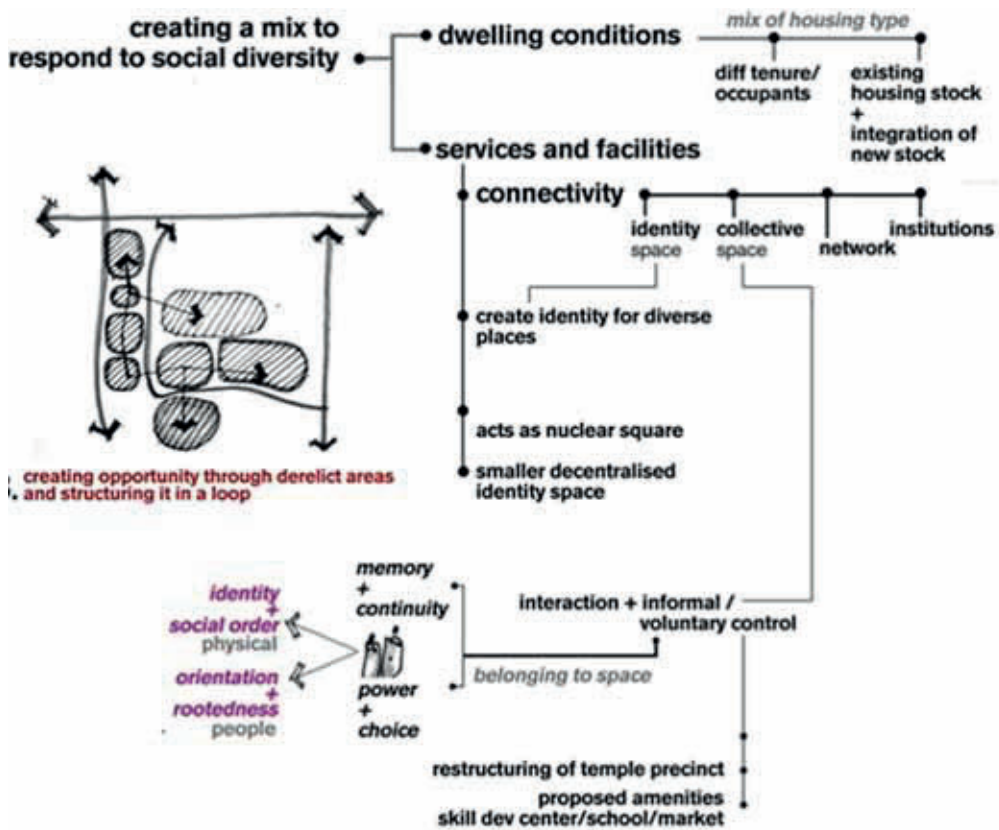 creating a mix to
respond to social diversity
dwelling conditions
mix of housing type
diff tenure/
occupants
existing
housing stock
+
integration of
new stock
services and facilities
connectivity
identity
space
collective
space
network
institutions
create identity for diverse
places
acts as nuclear square
smaller decentralised
identity space
creating opportunity through derelict areas
. and structuring it in a loop
memory
+
continuity
identity
+
social order
physical
orientation
+
rootedness
people
power
+
choice
interaction + informal /
voluntary control
belonging to space
restructuring of temple precinct
proposed amenities
skill dev center/school/market